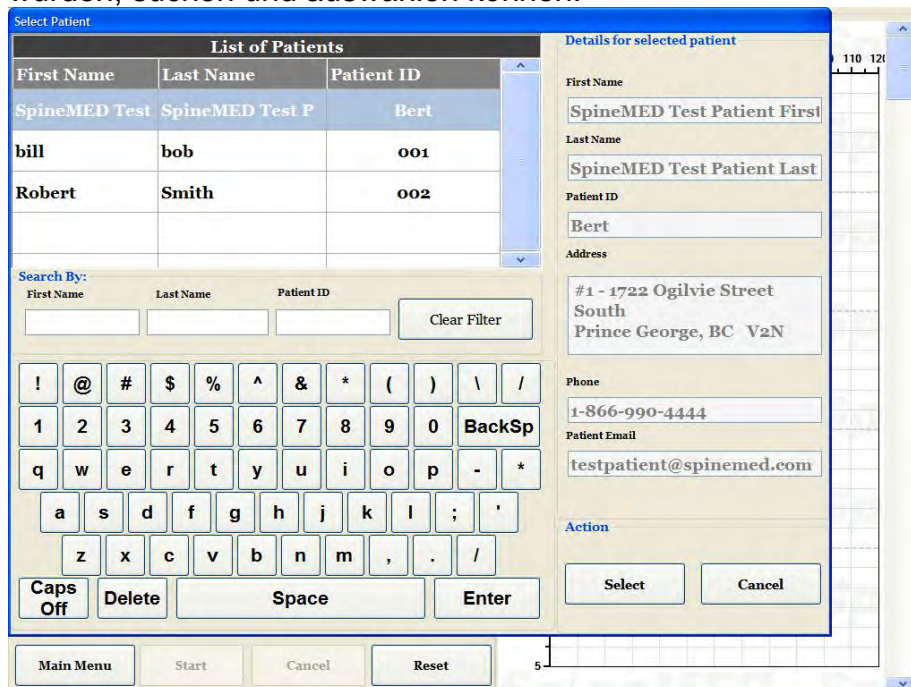 wurden, suchen und auswählen können.
Select Patient
List of Patients
First Name Last Name Patient ID
SpineMED Test SpineMED Test P Bert
bill bob 001
Robert Smith 002
Search By:
First Name Last Name Patient ID
Clear Filter
! @ # $ % ^ & * ( ) \ /
1 2 3 4 5 6 7 8 9 0 BackSp
q w e r t y u i o p - *
a s d f g h j k l ; '
z x c v b n m , . /
Caps Off Delete Space Enter
Details for selected patient
First Name
SpineMED Test Patient First
Last Name
SpineMED Test Patient Last
Patient ID
Bert
Address
#1 - 1722 Ogilvie Street
South
Prince George, BC V2N
Phone
1-866-990-4444
Patient Email
testpatient@spinemed.com
Action
Select Cancel
110 120
Main Menu Start Cancel Reset
5